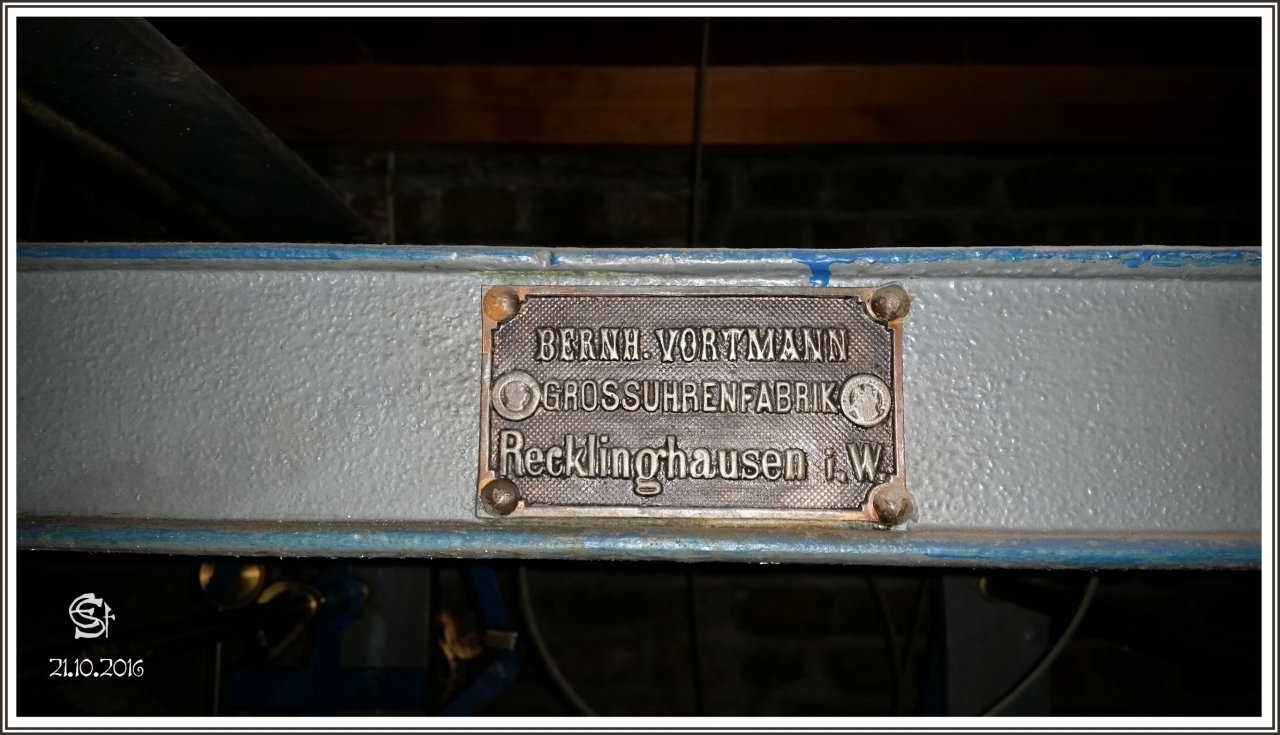 BERNH. VORTMANN
GROSSUHRENFABRIK
Recklinghausen i. W.
21.10.2016